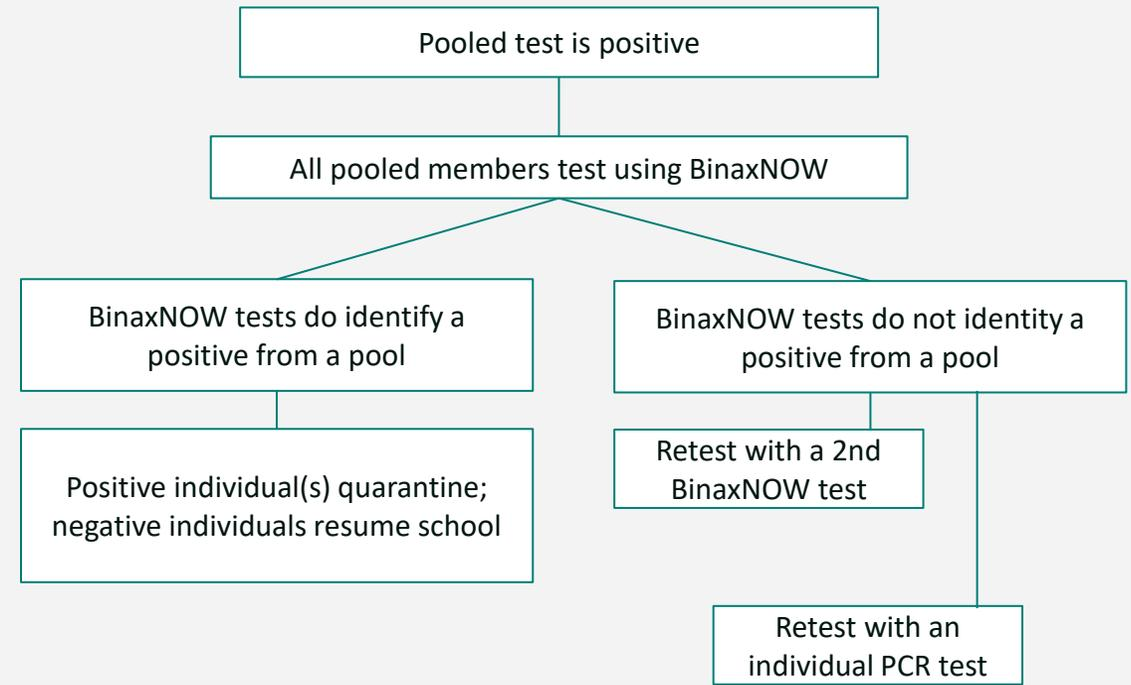 Pooled test is positive
All pooled members test using BinaxNOW
BinaxNOW tests do identify a
positive from a pool
BinaxNOW tests do not identity a
positive from a pool
Positive individual(s) quarantine;
negative individuals resume school
Retest with a 2nd
BinaxNOW test
Retest with an
individual PCR test